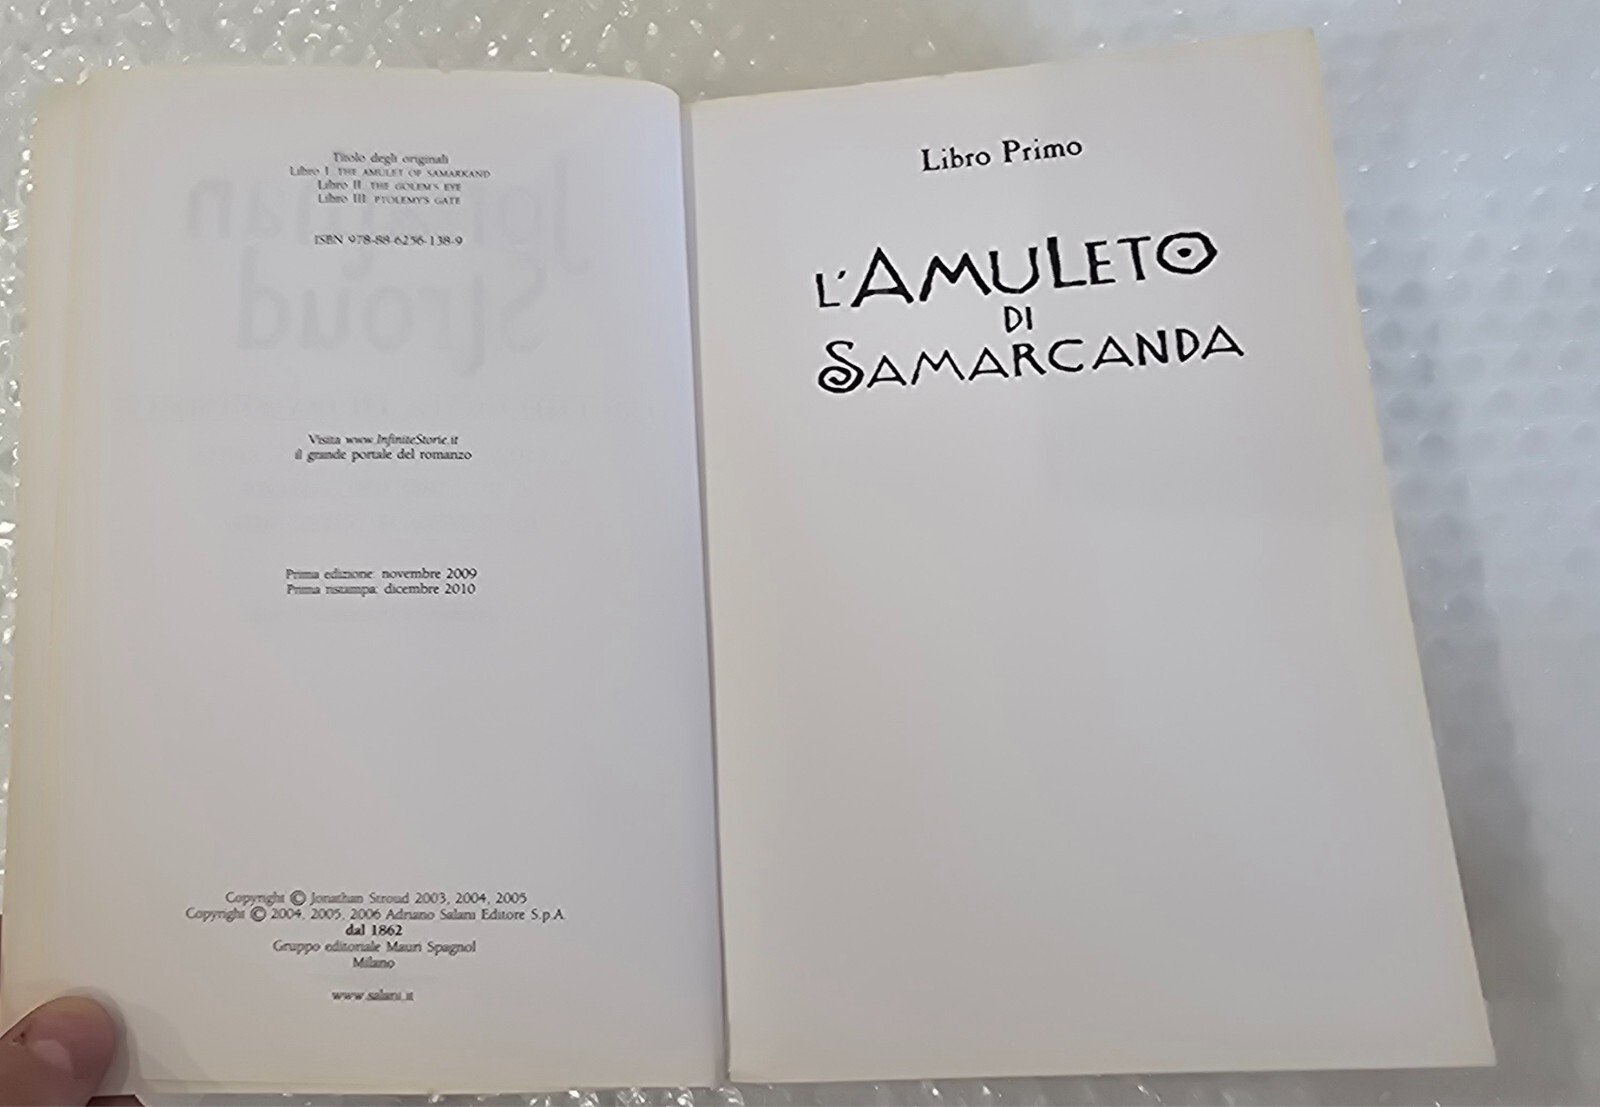 Titolo degli originali
Libro I THE AMULET OF SAMARKAND
Libro II THE GOLEM'S EYE
Libro III PTOLEMY'S GATE
ISBN 978-88-6256-138-9
Visita www.InfiniteStorie.it
il grande portale del romanzo
Prima edizione: novembre 2009
Prima ristampa: dicembre 2010
Copyright © Jonathan Stroud 2003, 2004, 2005
Copyright © 2004, 2005, 2006 Adriano Salani Editore S.p.A.
dal 1862
Gruppo editoriale Mauri Spagnol
Milano
www.salani.it
Libro Primo
L'AMULETO
DI
SAMARCANDA